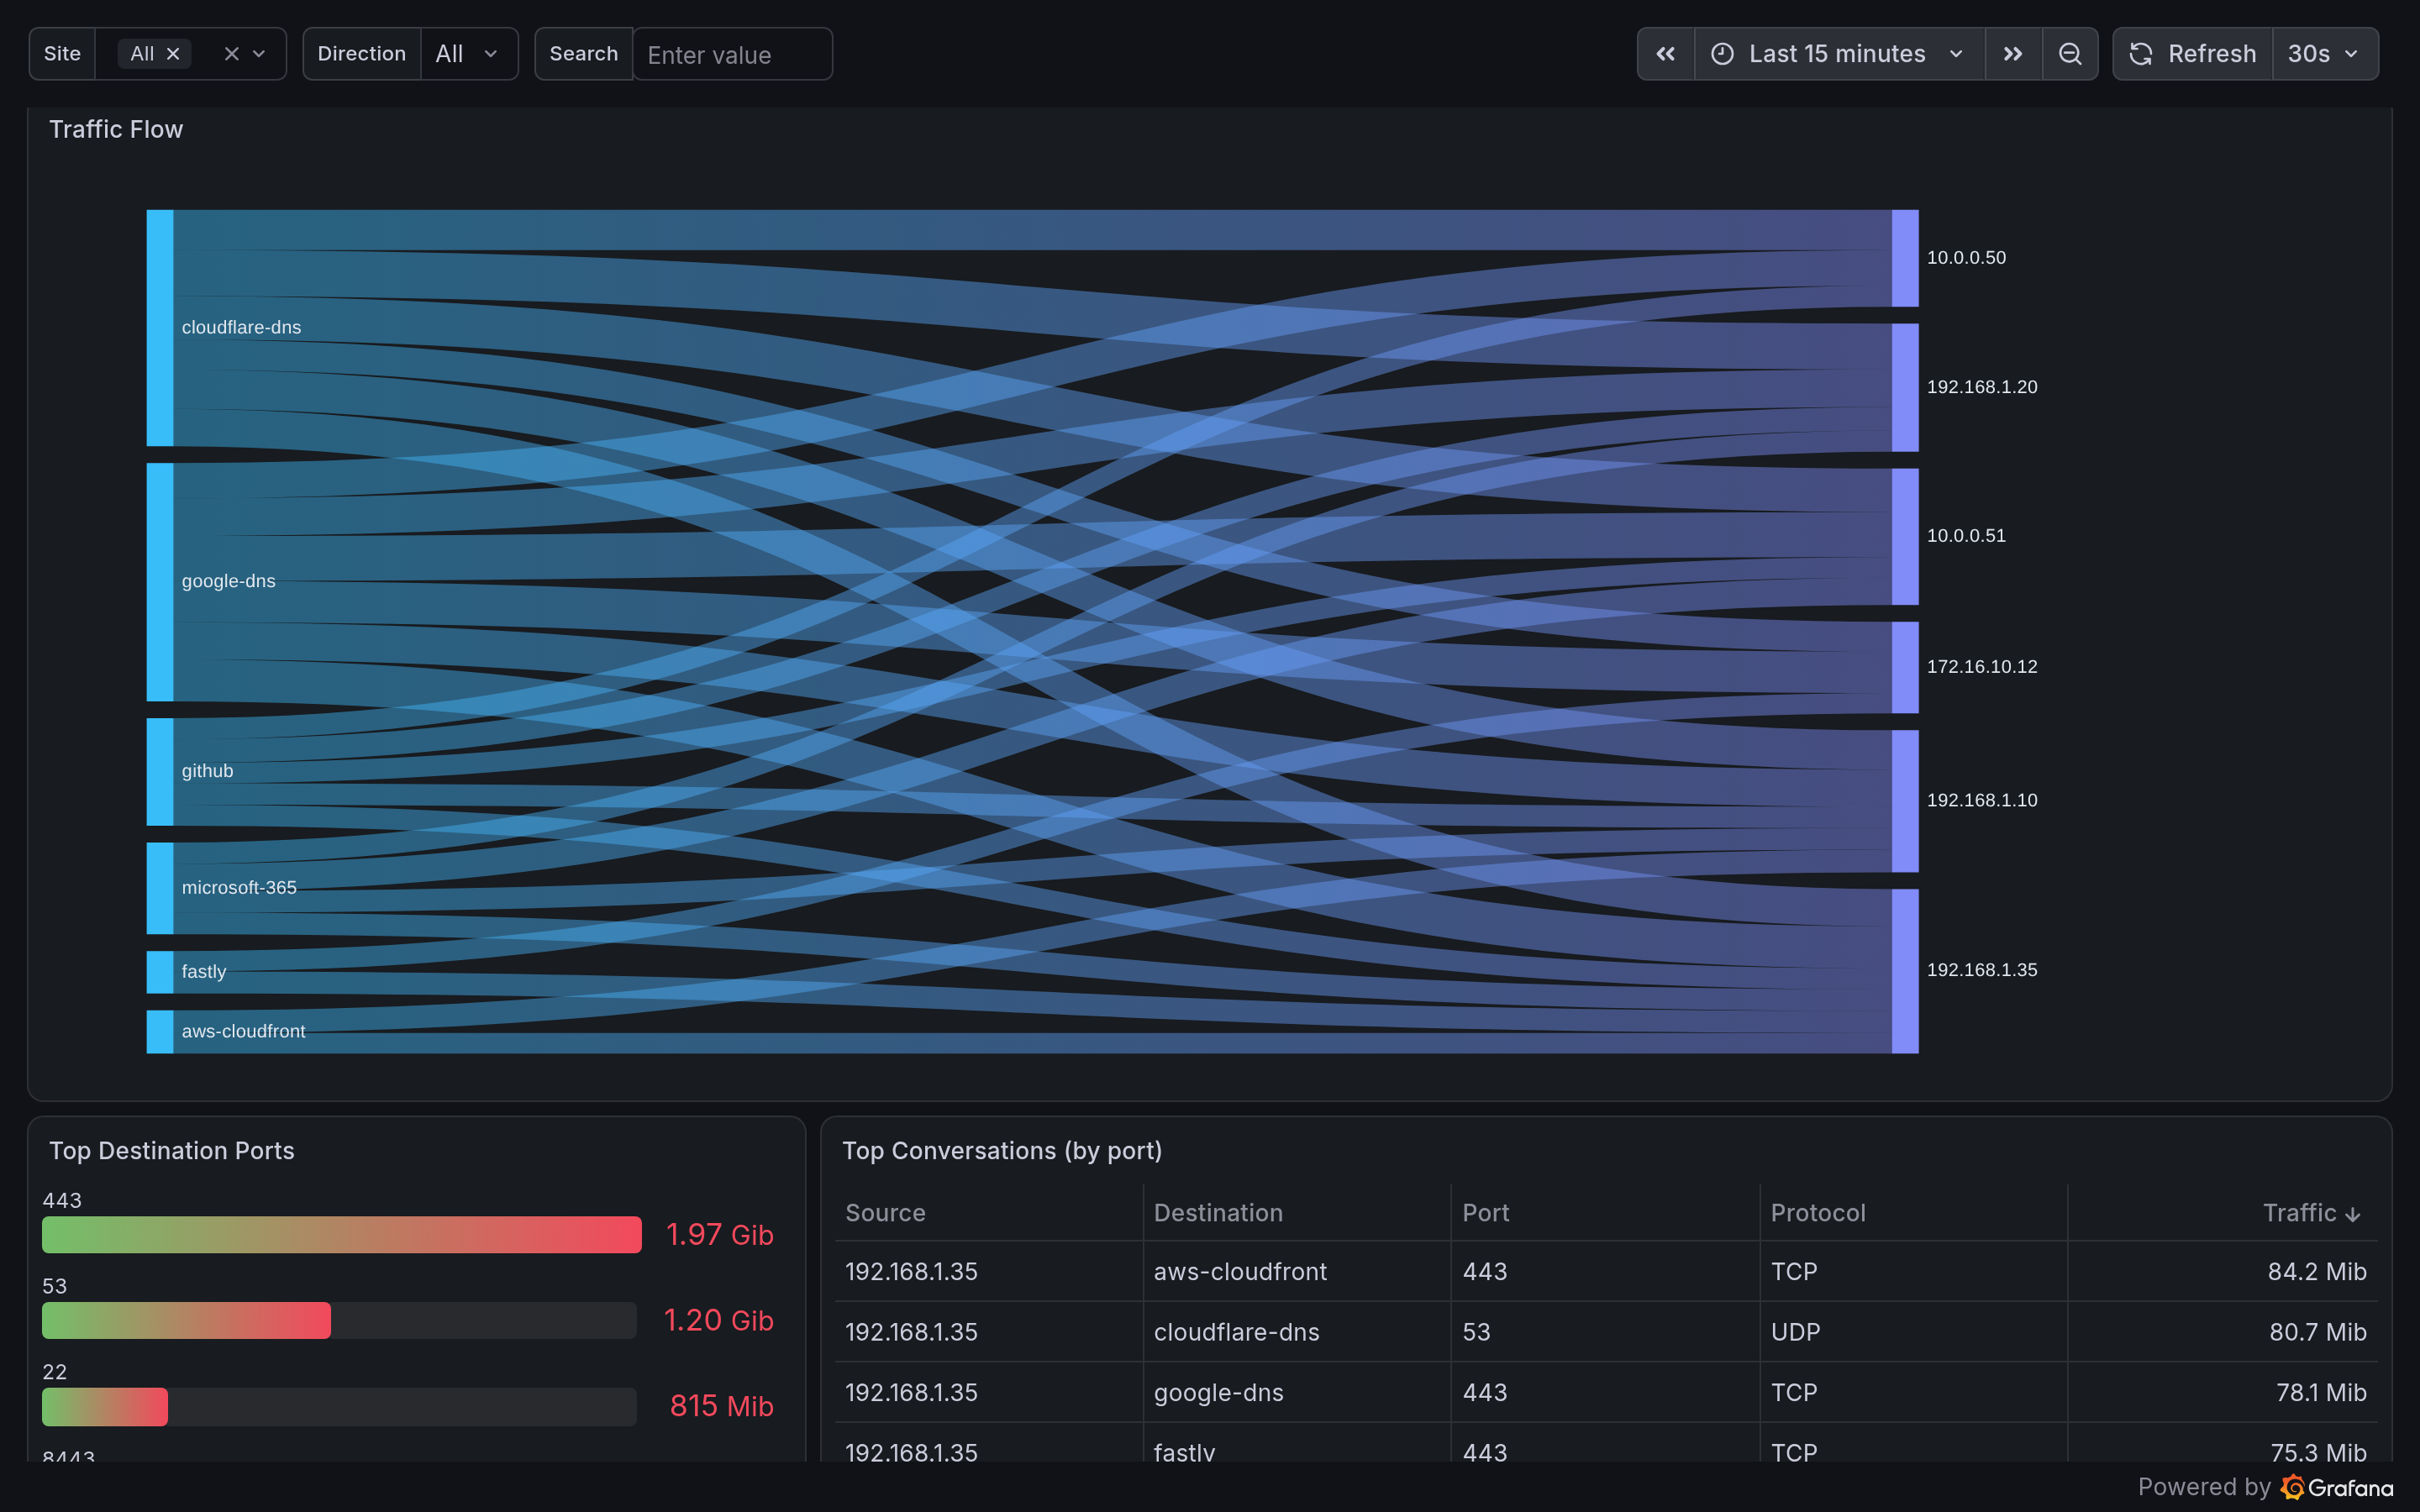 Site All Direction All Search Enter value Last 15 minutes Refresh 30s
Traffic Flow
10.0.0.50
cloudflare-dns
192.168.1.20
10.0.0.51
google-dns
172.16.10.12
github
192.168.1.10
microsoft-365
192.168.1.35
fastly
aws-cloudfront
Top Destination Ports
443
1.97 Gib
53
1.20 Gib
22
815 Mib
8443
Top Conversations (by port)
Source Destination Port Protocol Traffic
192.168.1.35 aws-cloudfront 443 TCP 84.2 Mib
192.168.1.35 cloudflare-dns 53 UDP 80.7 Mib
192.168.1.35 google-dns 443 TCP 78.1 Mib
192.168.1.35 fastly 443 TCP 75.3 Mib
Powered by Grafana